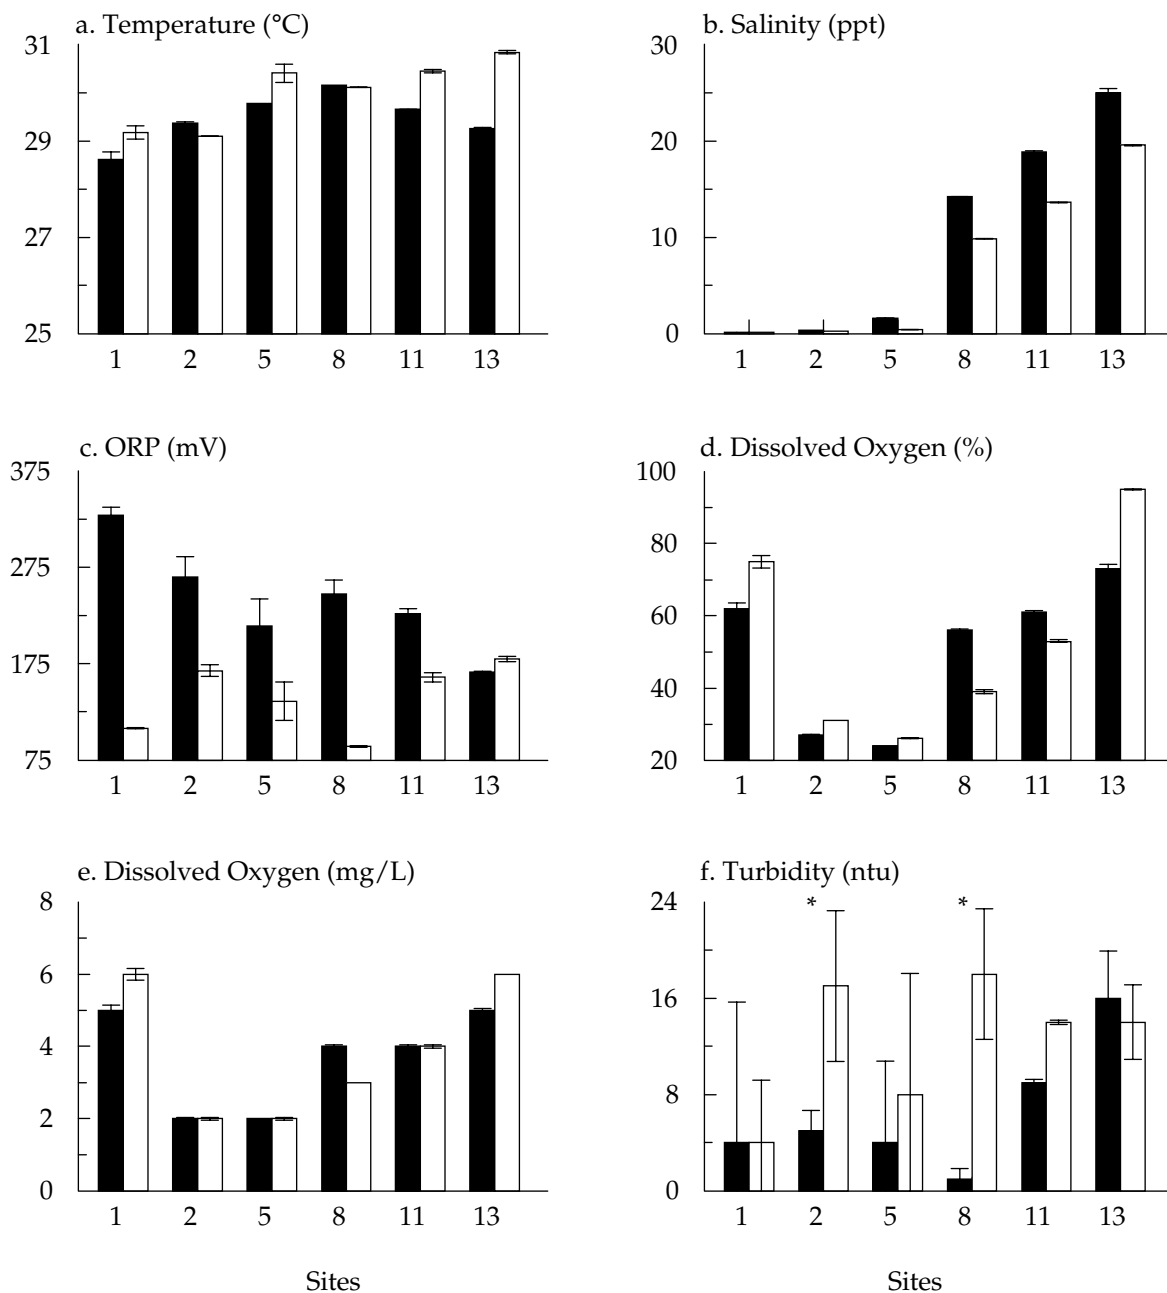 a. Temperature (°C)
31
29
27
25
1 2 5 8 11 13
b. Salinity (ppt)
30
20
10
0
1 2 5 8 11 13
c. ORP (mV)
375
275
175
75
1 2 5 8 11 13
d. Dissolved Oxygen (%)
100
80
60
40
20
1 2 5 8 11 13
e. Dissolved Oxygen (mg/L)
8
6
4
2
0
1 2 5 8 11 13
Sites
f. Turbidity (ntu)
24
* *
16
8
0
1 2 5 8 11 13
Sites